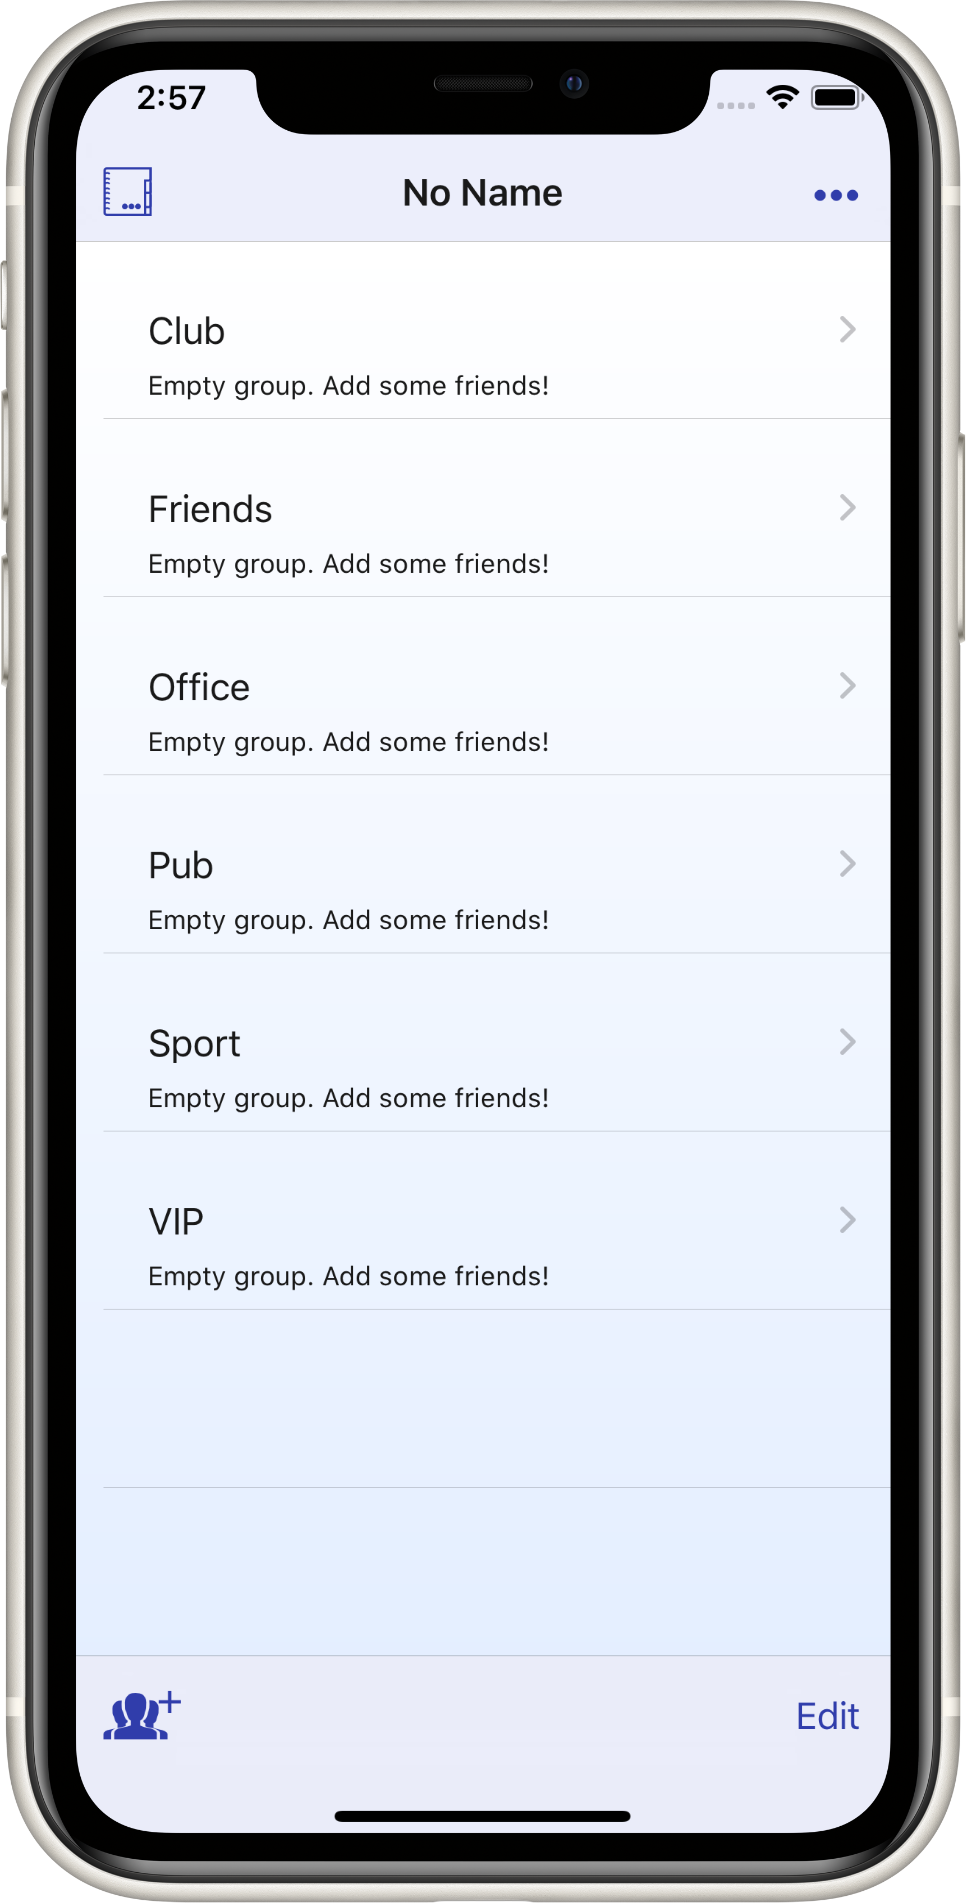 2:57
No Name
Club
Empty group. Add some friends!
Friends
Empty group. Add some friends!
Office
Empty group. Add some friends!
Pub
Empty group. Add some friends!
Sport
Empty group. Add some friends!
VIP
Empty group. Add some friends!
Edit